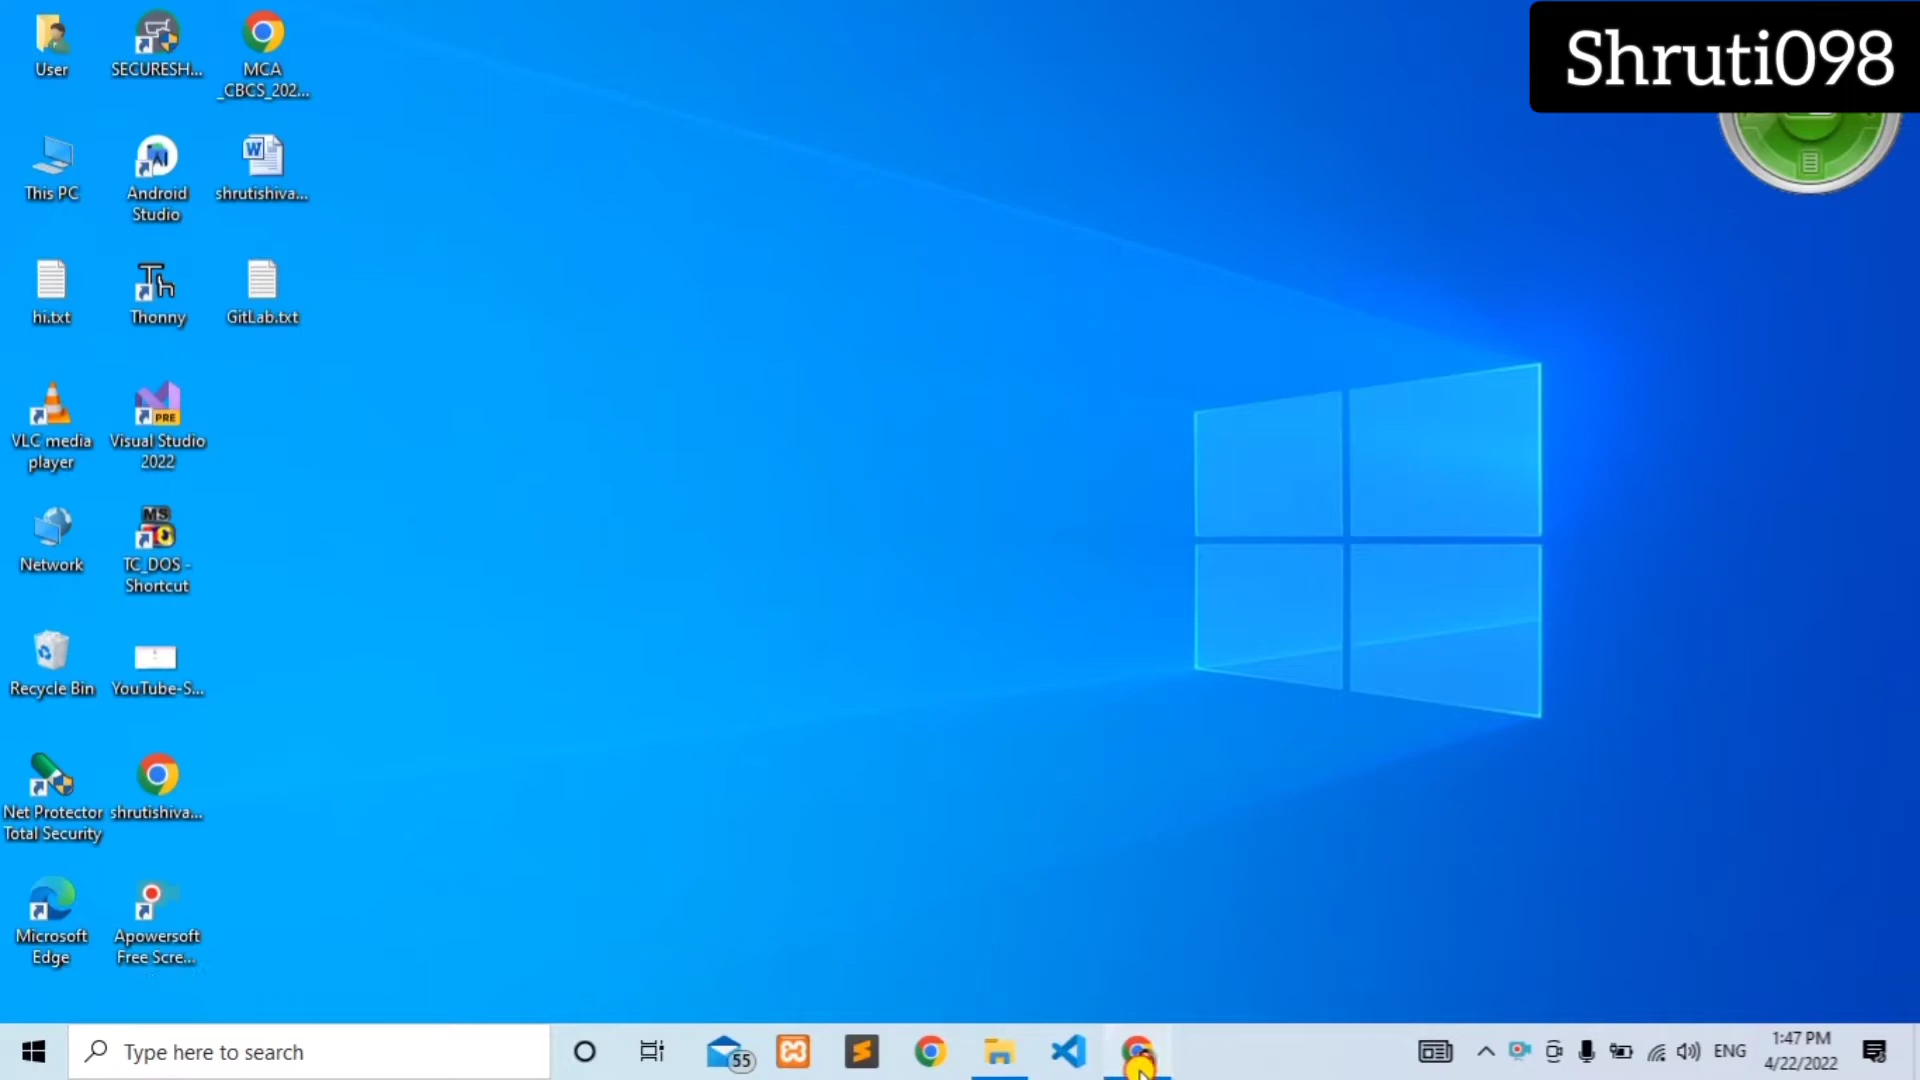 Shruti098
User
SECURESH...
MCA
_CBCS_202...
This PC
Android
Studio
shrutishiva...
hi.txt
Thonny
GitLab.txt
VLC media
player
PRE
Visual Studio
2022
Network
MS
TC_DOS -
Shortcut
Recycle Bin
YouTube-S...
Net Protector
Total Security
shrutishiva...
Microsoft
Edge
Apowersoft
Free Scre...
Type here to search
55
ENG
1:47 PM
4/22/2022